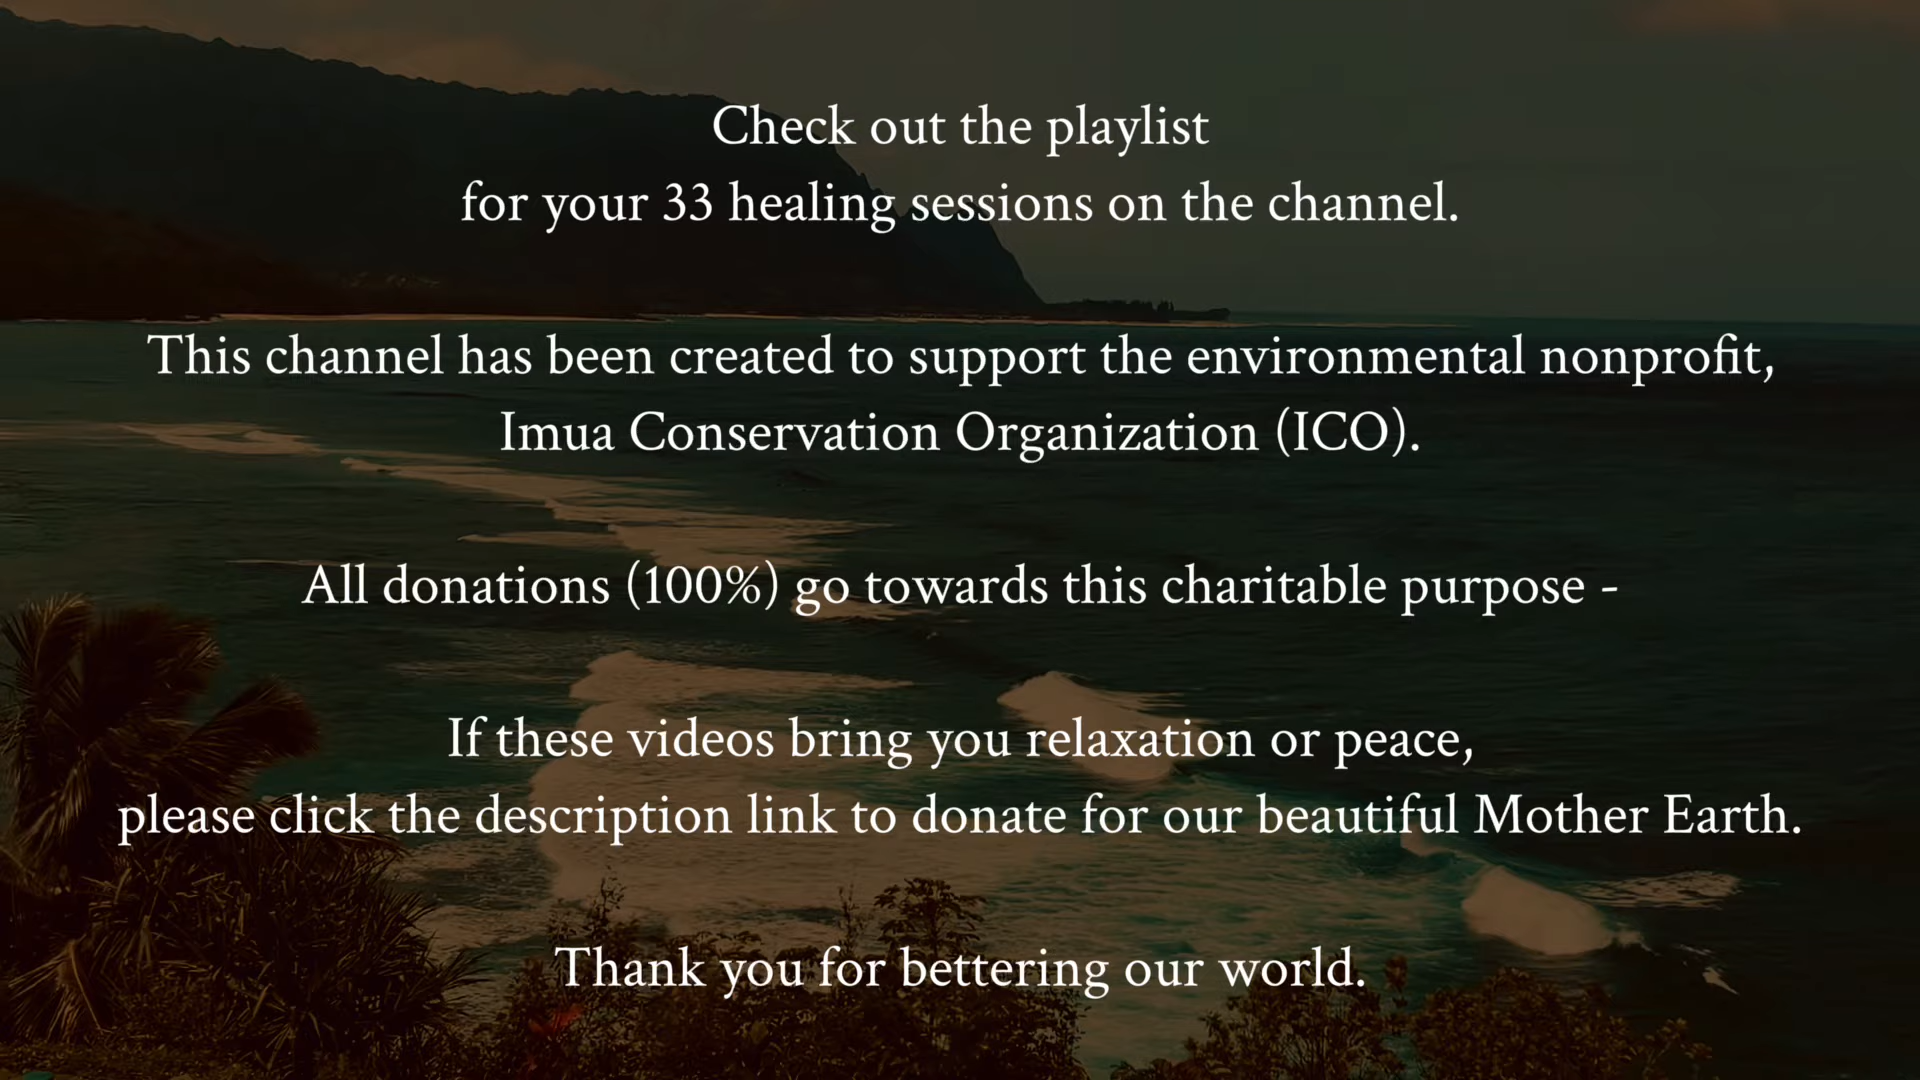 Check out the playlist
for your 33 healing sessions on the channel.
This channel has been created to support the environmental nonprofit,
Imua Conservation Organization (ICO).
All donations (100%) go towards this charitable purpose -
If these videos bring you relaxation or peace,
please click the description link to donate for our beautiful Mother Earth.
Thank you for bettering our world.